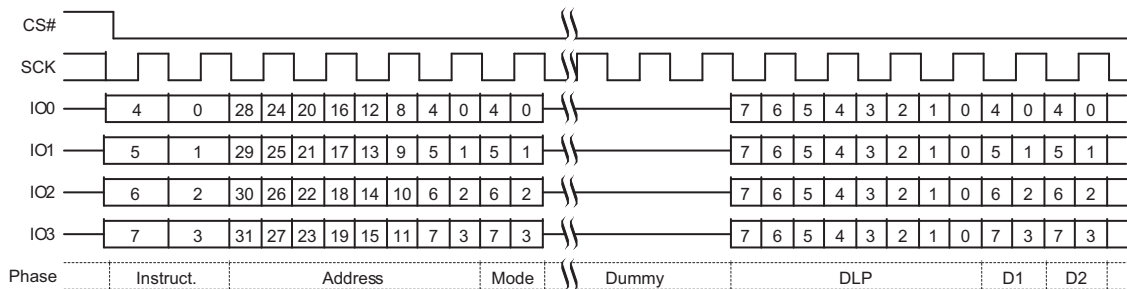 CS#
SCK
IO0 4 0 28 24 20 16 12 8 4 0 4 0 7 6 5 4 3 2 1 0 4 0 4 0
IO1 5 1 29 25 21 17 13 9 5 1 5 1 7 6 5 4 3 2 1 0 5 1 5 1
IO2 6 2 30 26 22 18 14 10 6 2 6 2 7 6 5 4 3 2 1 0 6 2 6 2
IO3 7 3 31 27 23 19 15 11 7 3 7 3 7 6 5 4 3 2 1 0 7 3 7 3
Phase Instruct. Address Mode Dummy DLP D1 D2